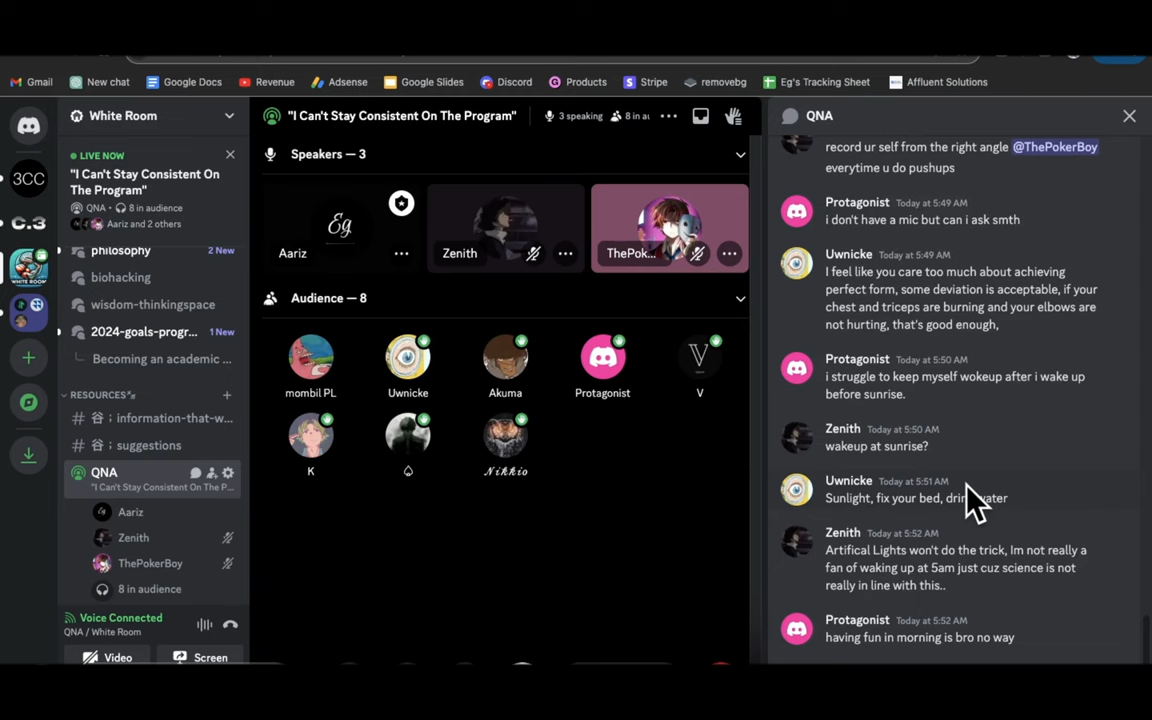 Gmail
New chat
Google Docs
Revenue
Adsense
Google Slides
Discord
Products
Stripe
removebg
Eg's Tracking Sheet
Affluent Solutions
White Room
LIVE NOW
"I Can't Stay Consistent On The Program"
QNA • 8 in audience
Aariz and 2 others
philosophy 2 New
biohacking
wisdom-thinkingspace
2024-goals-progr... 1 New
Becoming an academic ...
RESOURCES
谷 ; information-that-w...
谷 ; suggestions
QNA
"I Can't Stay Consistent On The P...
Aariz
Zenith
ThePokerBoy
8 in audience
Voice Connected
QNA / White Room
Video
Screen
3CC
C.3
WHITE ROOM
"I Can't Stay Consistent On The Program"
3 speaking
8 in au
Speakers — 3
Eg
Aariz
Zenith
ThePok...
Audience — 8
mombil PL
Uwnicke
Akuma
Protagonist
V
V
K
♤
𝓝𝓲𝓴𝓴𝓲𝓸
QNA
record ur self from the right angle @ThePokerBoy
everytime u do pushups
Protagonist Today at 5:49 AM
i don't have a mic but can i ask smth
Uwnicke Today at 5:49 AM
I feel like you care too much about achieving
perfect form, some deviation is acceptable, if your
chest and triceps are burning and your elbows are
not hurting, that's good enough,
Protagonist Today at 5:50 AM
i struggle to keep myself wokeup after i wake up
before sunrise.
Zenith Today at 5:50 AM
wakeup at sunrise?
Uwnicke Today at 5:51 AM
Sunlight, fix your bed, drink water
Zenith Today at 5:52 AM
Artifical Lights won't do the trick, Im not really a
fan of waking up at 5am just cuz science is not
really in line with this..
Protagonist Today at 5:52 AM
having fun in morning is bro no way